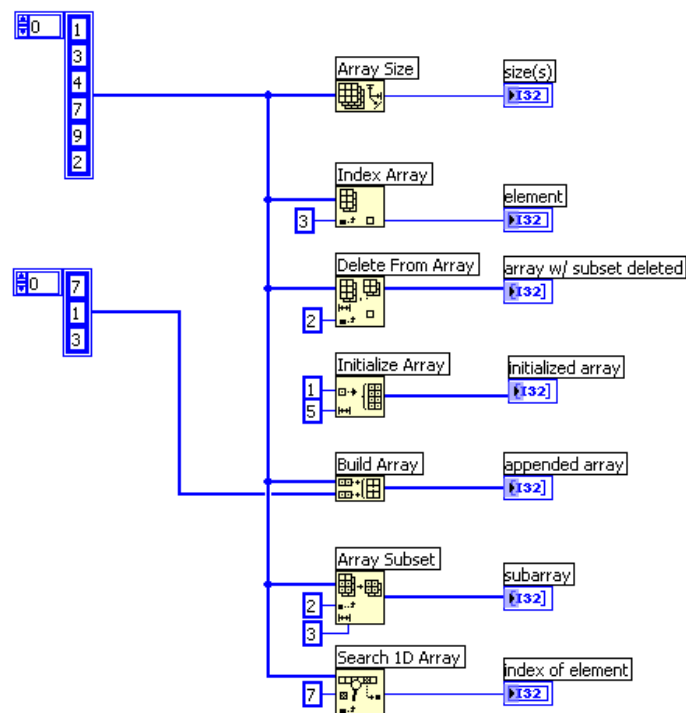 0
1
3
4
7
9
2
Array Size
size(s)
I32
Index Array
element
3
I32
Delete From Array
array w/ subset deleted
2
I32
0
7
1
3
Initialize Array
initialized array
1
5
I32
Build Array
appended array
I32
Array Subset
subarray
2
3
I32
Search 1D Array
index of element
7
I32